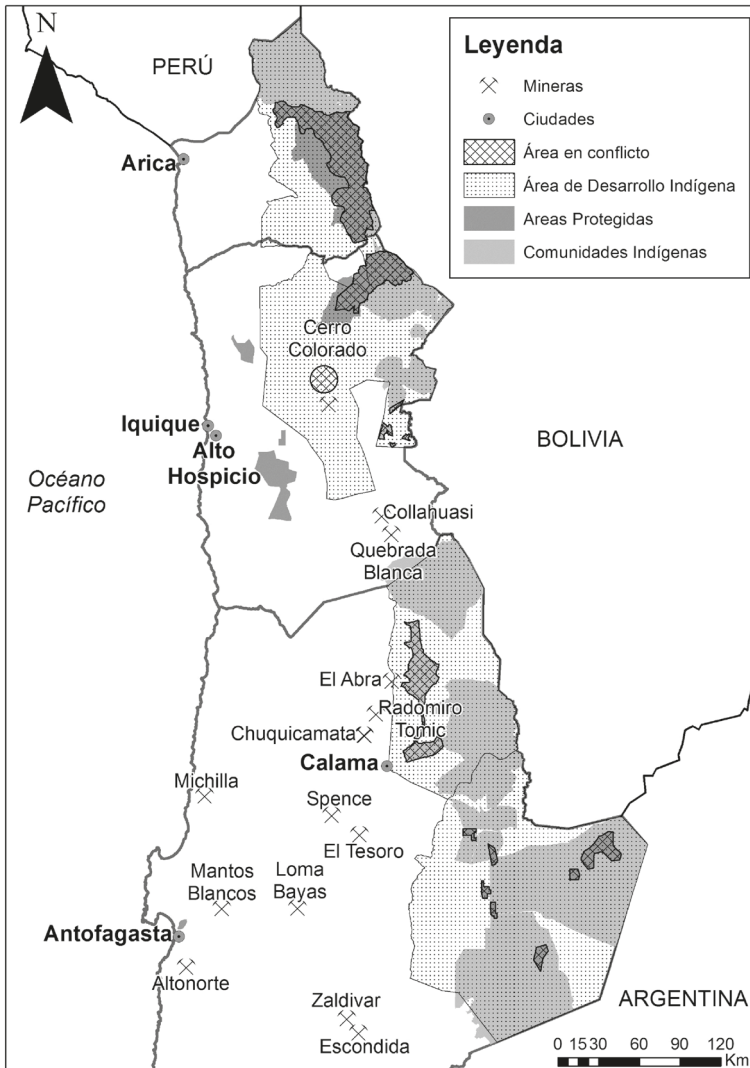 N
PERÚ
Leyenda
Mineras
Ciudades
Área en conflicto
Área de Desarrollo Indígena
Areas Protegidas
Comunidades Indígenas
Arica
Cerro
Colorado
Iquique
Alto
Hospicio
BOLIVIA
Océano
Pacífico
Collahuasi
Quebrada
Blanca
El Abra
Radomiro
Tomic
Chuquicamata
Calama
Michilla
Spence
El Tesoro
Mantos
Blancos
Loma
Bayas
Antofagasta
Altonorte
Zaldivar
Escondida
ARGENTINA
0 15 30 60 90 120
Km